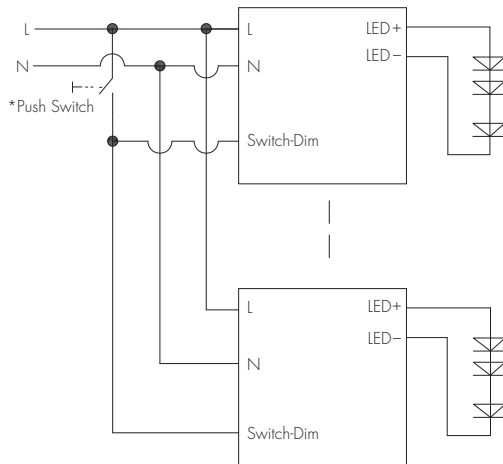 L
L
LED+
N
N
LED−
*Push Switch
Switch-Dim
L
LED+
LED−
N
Switch-Dim